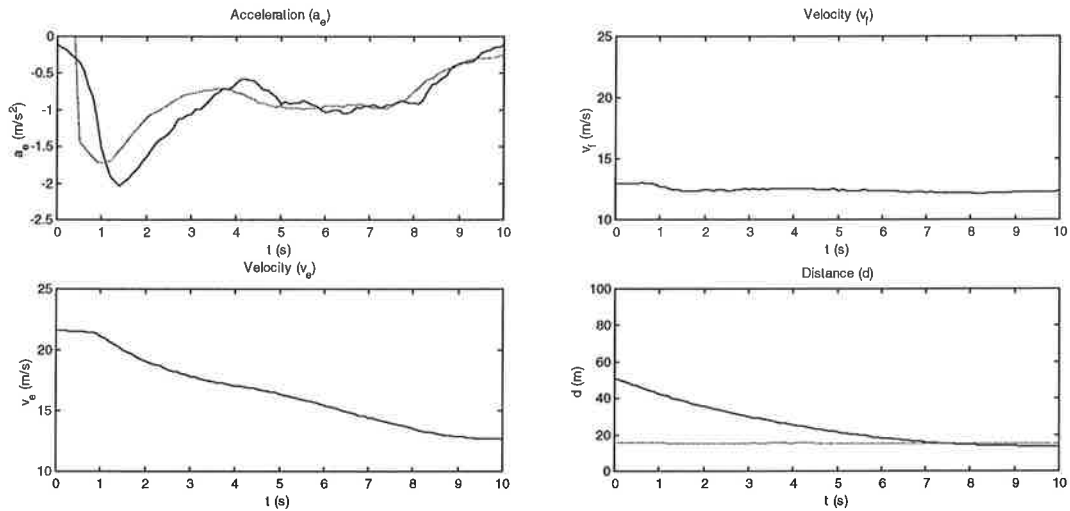 Acceleration (a_e)
0
-0.5
-1
-1.5
-2
-2.5
a_e (m/s²)
0 1 2 3 4 5 6 7 8 9 10
t (s)
Velocity (v_f)
25
20
15
10
v_f (m/s)
0 1 2 3 4 5 6 7 8 9 10
t (s)
Velocity (v_e)
25
20
15
10
v_e (m/s)
0 1 2 3 4 5 6 7 8 9 10
t (s)
Distance (d)
100
80
60
40
20
0
d (m)
0 1 2 3 4 5 6 7 8 9 10
t (s)